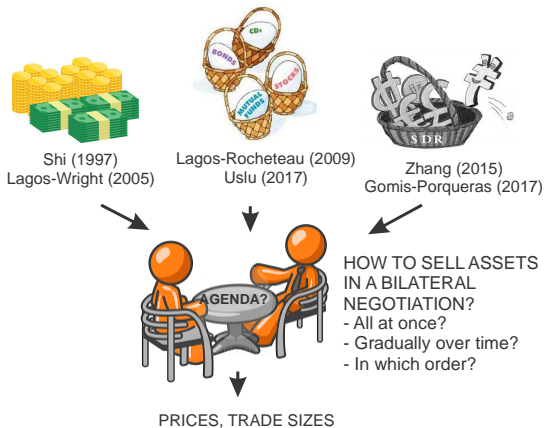 CDs
BONDS
STOCKS
MUTUAL
FUNDS
SDR
Shi (1997)
Lagos-Wright (2005)
Lagos-Rocheteau (2009)
Uslu (2017)
Zhang (2015)
Gomis-Porqueras (2017)
AGENDA?
HOW TO SELL ASSETS
IN A BILATERAL
NEGOTIATION?
- All at once?
- Gradually over time?
- In which order?
PRICES, TRADE SIZES